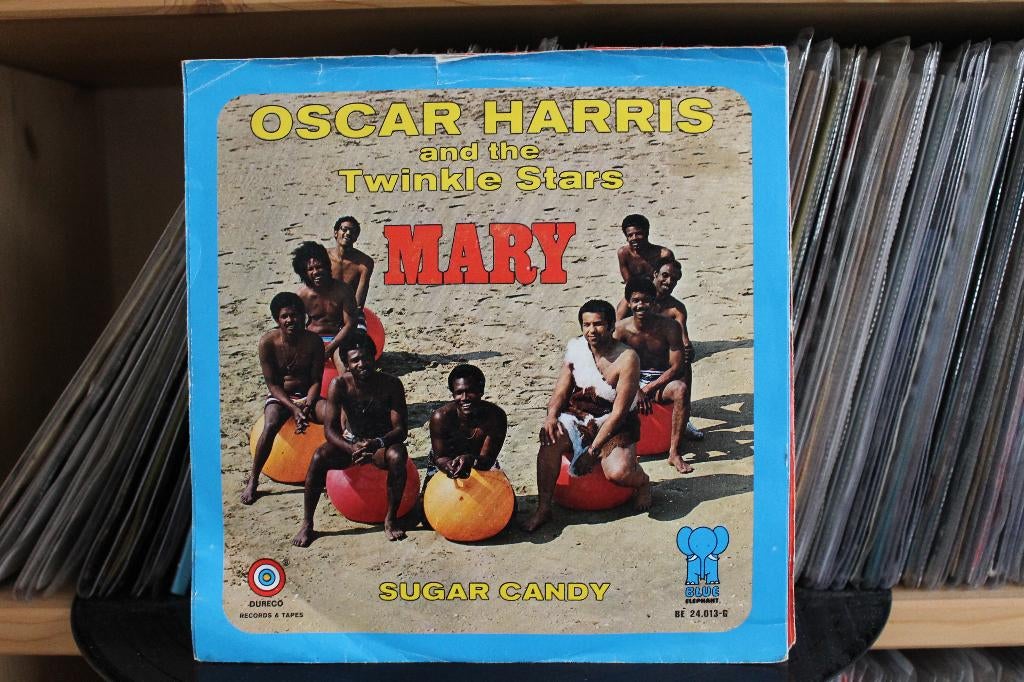 OSCAR HARRIS
and the
Twinkle Stars
MARY
SUGAR CANDY
DURECO
RECORDS & TAPES
BLUE
ELEPHANT
BE 24.013-G